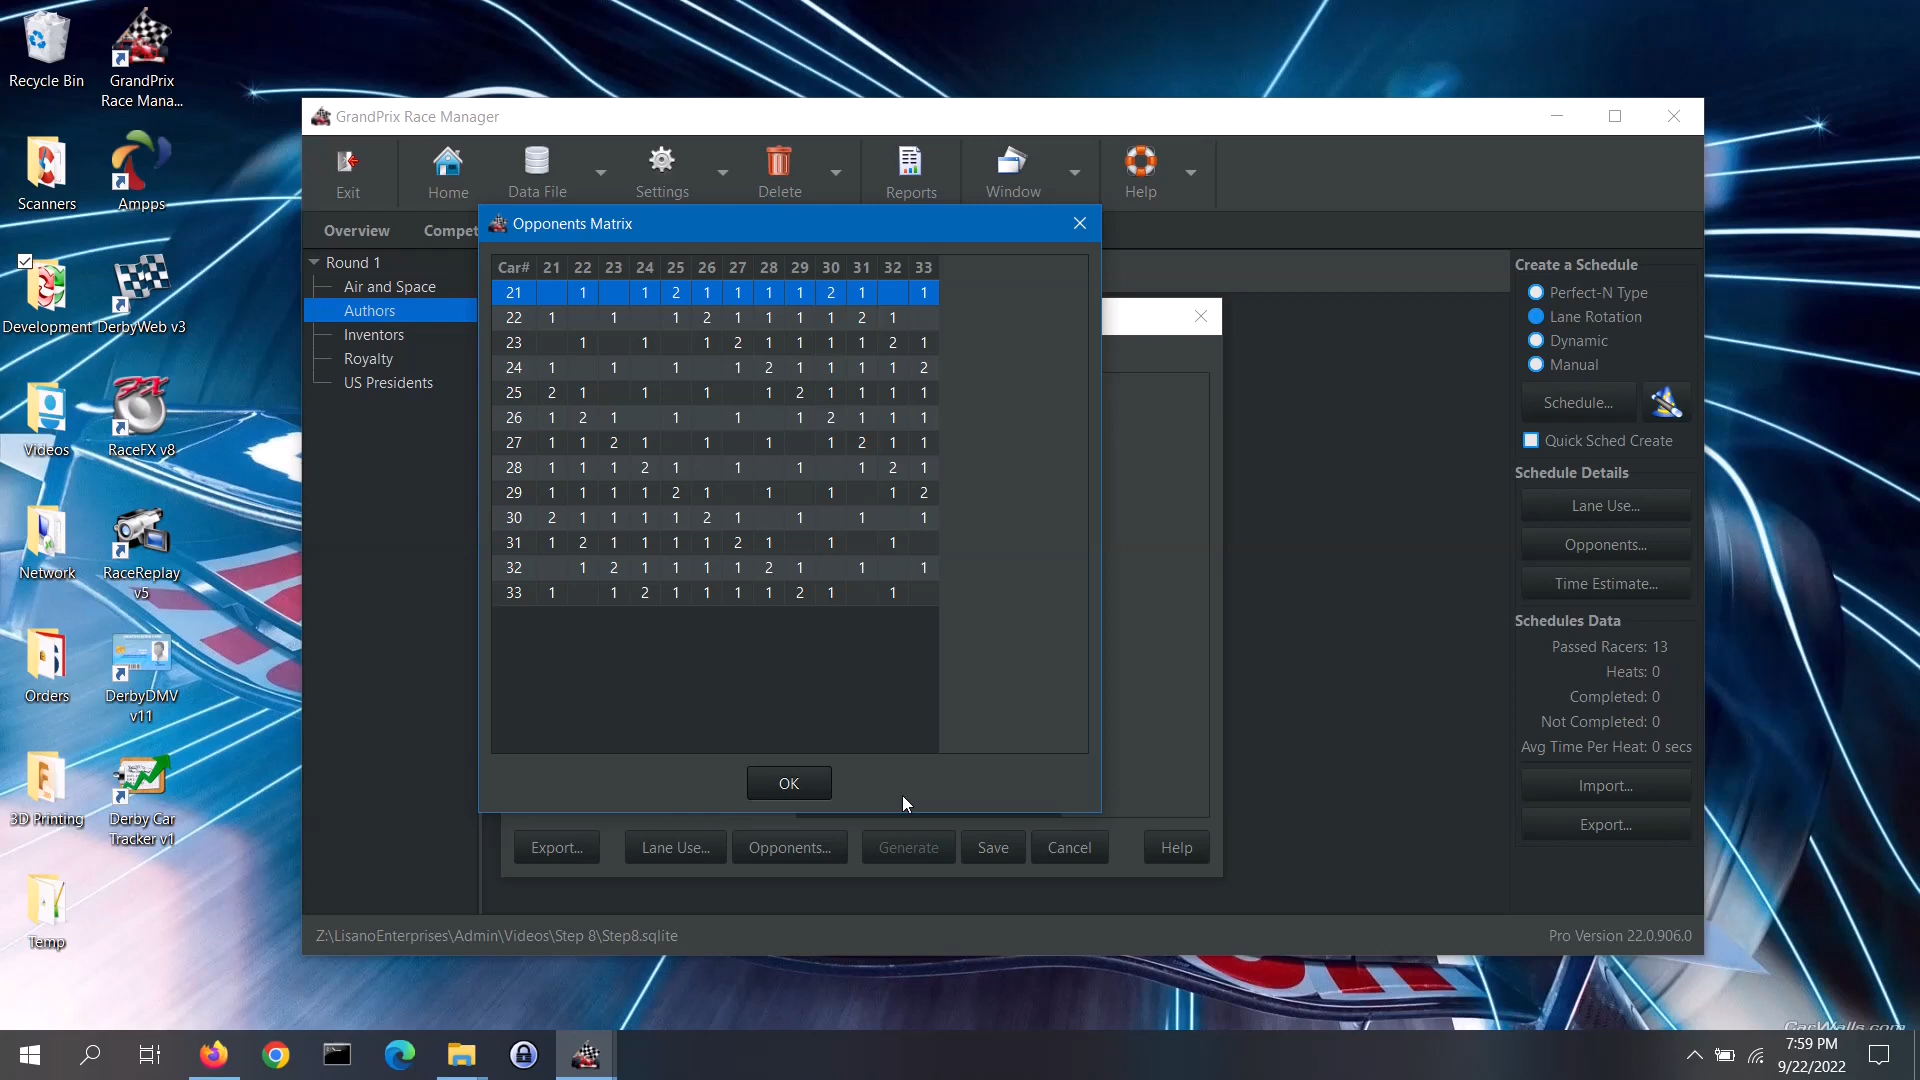 Recycle Bin
GrandPrix
Race Mana...
Scanners
Ampps
Development
DerbyWeb v3
Videos
RaceFX v8
Network
RaceReplay
v5
Orders
DerbyDMV
v11
3D Printing
Derby Car
Tracker v1
Temp
GrandPrix Race Manager
Exit
Home
Data File
Settings
Delete
Reports
Window
Help
Overview
Compet
Round 1
Air and Space
Authors
Inventors
Royalty
US Presidents
Opponents Matrix
Car# 21 22 23 24 25 26 27 28 29 30 31 32 33
21 1 1 2 1 1 1 1 2 1 1
22 1 1 1 2 1 1 1 1 2 1
23 1 1 1 2 1 1 1 1 2 1
24 1 1 1 1 2 1 1 1 1 2
25 2 1 1 1 1 2 1 1 1 1
26 1 2 1 1 1 1 2 1 1 1
27 1 1 2 1 1 1 1 2 1 1
28 1 1 1 2 1 1 1 1 2 1
29 1 1 1 1 2 1 1 1 1 2
30 2 1 1 1 1 2 1 1 1 1
31 1 2 1 1 1 1 2 1 1 1
32 1 2 1 1 1 1 2 1 1 1
33 1 1 2 1 1 1 1 2 1 1
OK
Export...
Lane Use...
Opponents...
Generate
Save
Cancel
Help
Create a Schedule
Perfect-N Type
Lane Rotation
Dynamic
Manual
Schedule...
Quick Sched Create
Schedule Details
Lane Use...
Opponents...
Time Estimate...
Schedules Data
Passed Racers: 13
Heats: 0
Completed: 0
Not Completed: 0
Avg Time Per Heat: 0 secs
Import...
Export...
Z:\LisanoEnterprises\Admin\Videos\Step 8\Step8.sqlite
Pro Version 22.0.906.0
CarWalls.com
7:59 PM
9/22/2022